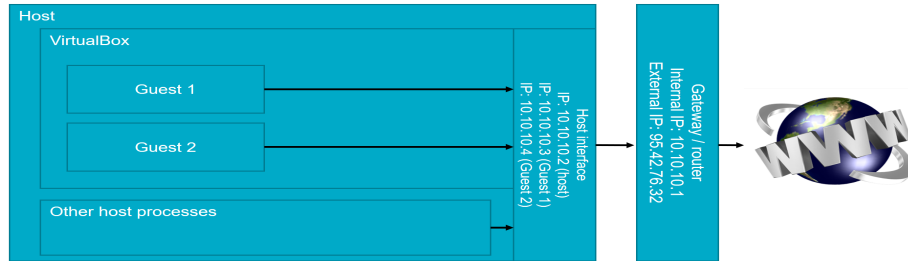 Host
VirtualBox
Guest 1
Guest 2
Other host processes
Host interface
IP: 10.10.10.2 (host)
IP: 10.10.10.3 (Guest 1)
IP: 10.10.10.4 (Guest 2)
Gateway / router
Internal IP: 10.10.10.1
External IP: 95.42.76.32
WWW